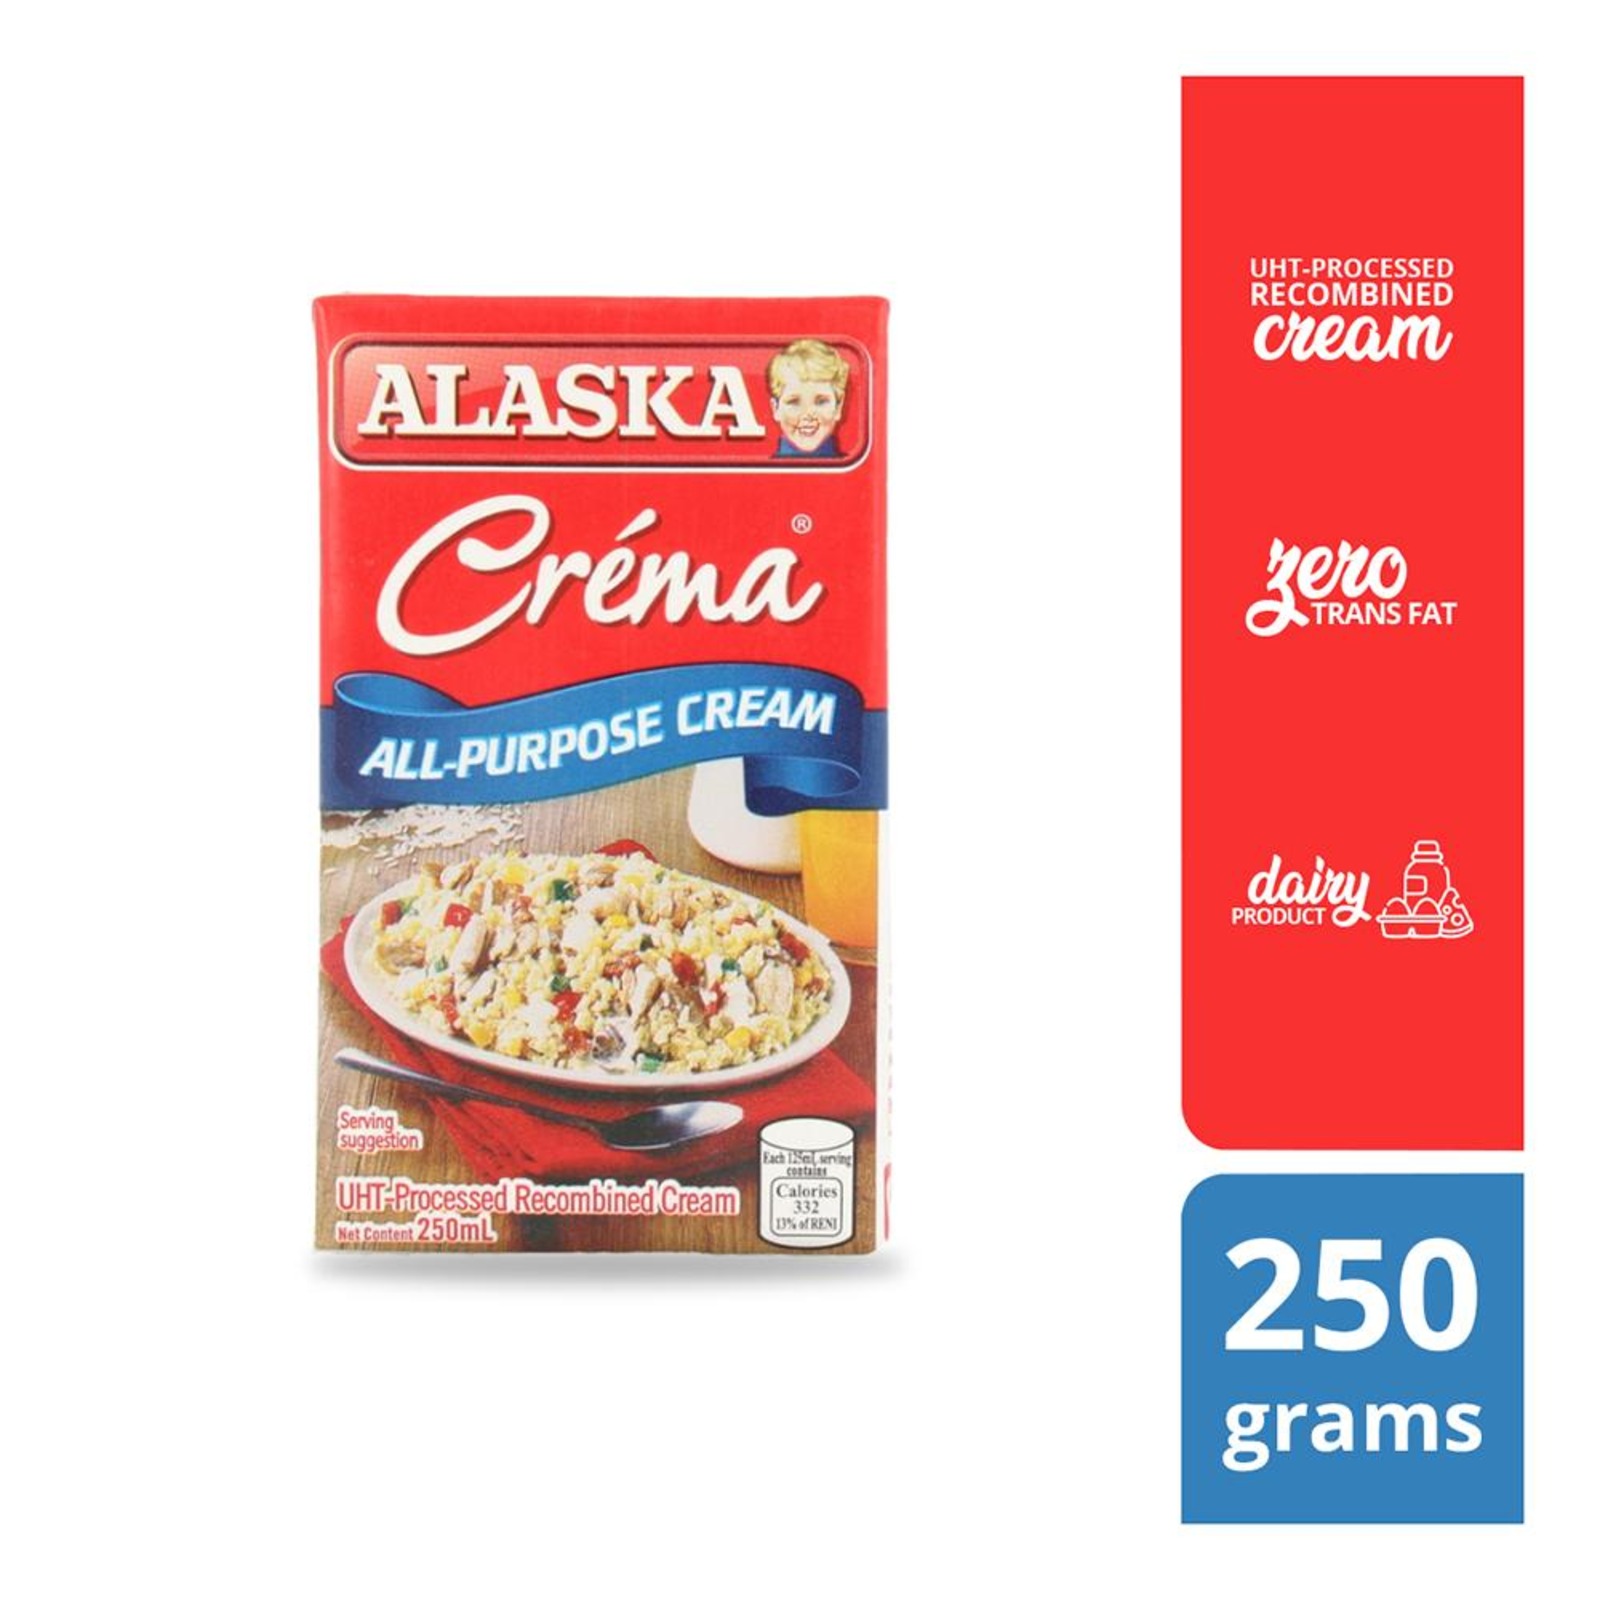 ALASKA
Créma®
ALL-PURPOSE CREAM
Serving
suggestion
Each 125mL serving
contains
Calories
332
13% of RENI
UHT-Processed Recombined Cream
Net Content 250mL
UHT-PROCESSED
RECOMBINED
cream
zero
TRANS FAT
dairy
PRODUCT
250
grams